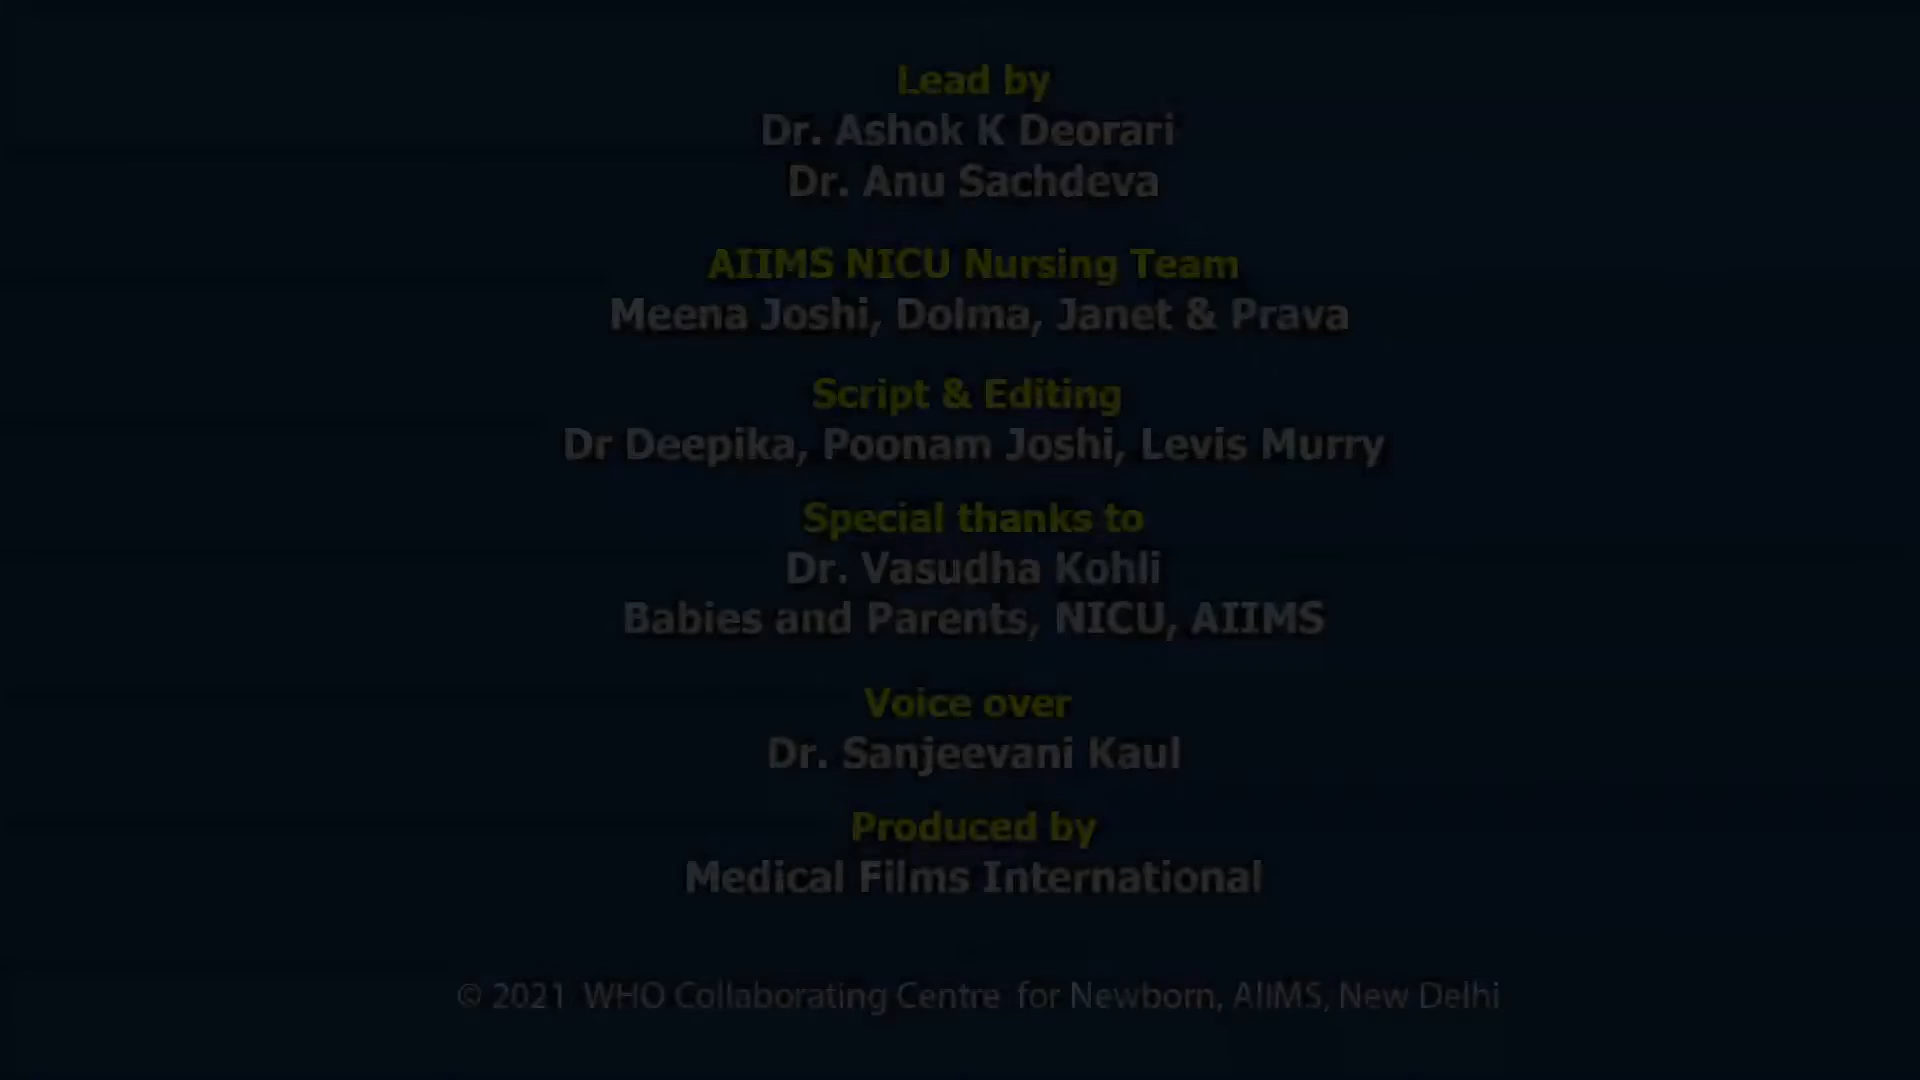 Lead by
Dr. Ashok K Deorari
Dr. Anu Sachdeva
AIIMS NICU Nursing Team
Meena Joshi, Dolma, Janet & Prava
Script & Editing
Dr Deepika, Poonam Joshi, Levis Murry
Special thanks to
Dr. Vasudha Kohli
Babies and Parents, NICU, AIIMS
Voice over
Dr. Sanjeevani Kaul
Produced by
Medical Films International
© 2021 WHO Collaborating Centre for Newborn, AIIMS, New Delhi